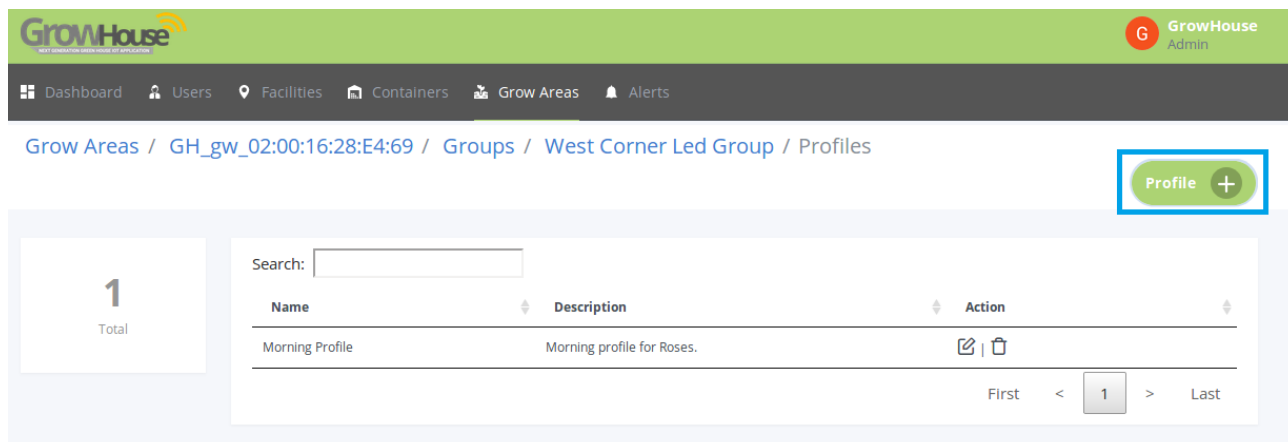 GrowHouse
NEXT GENERATION GREEN HOUSE IOT APPLICATION
G
GrowHouse
Admin
Dashboard Users Facilities Containers Grow Areas Alerts
Grow Areas / GH_gw_02:00:16:28:E4:69 / Groups / West Corner Led Group / Profiles
Profile +
1
Total
Search:
Name Description Action
Morning Profile Morning profile for Roses. |
First < 1 > Last